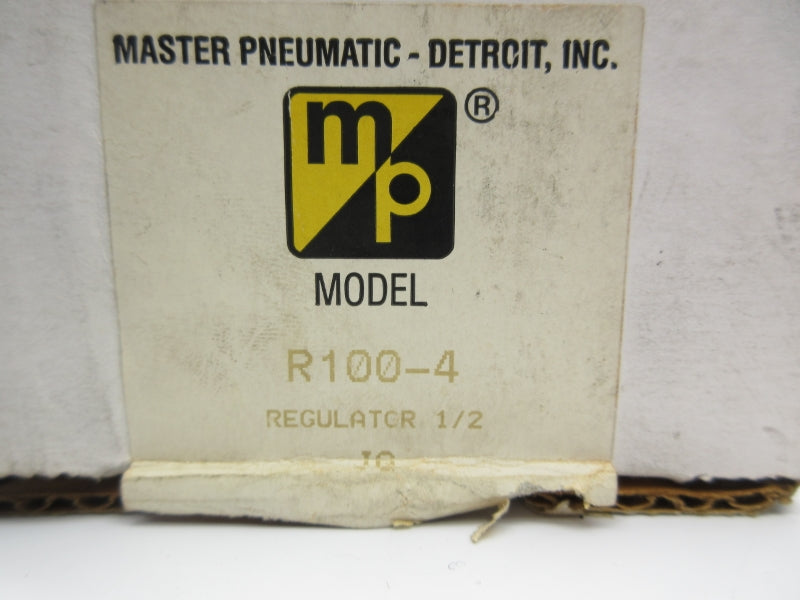 MASTER PNEUMATIC - DETROIT, INC.
mp ®
MODEL
R100-4
REGULATOR 1/2